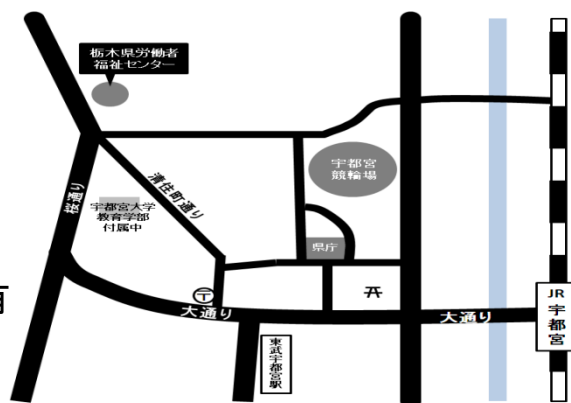 栃木県労働者
福祉センター
宇都宮
競輪場
清住町通り
桜通り
宇都宮大学
教育学部
付属中
県庁
〒
大通り
大通り
JR
宇都宮
東武宇都宮駅